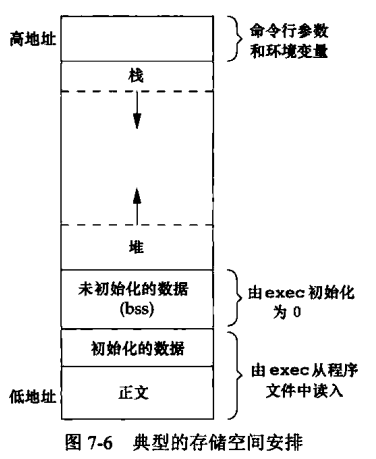 高地址
命令行参数
和环境变量
栈
堆
未初始化的数据
(bss)
由exec初始化
为 0
初始化的数据
正文
由exec从程序
文件中读入
低地址
图 7-6 典型的存储空间安排